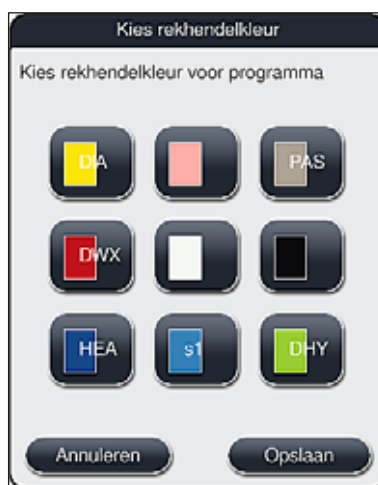 Kies rekhendelkleur
Kies rekhendelkleur voor programma
DIA
PAS
DWX
HEA
s1
DHY
Annuleren
Opslaan